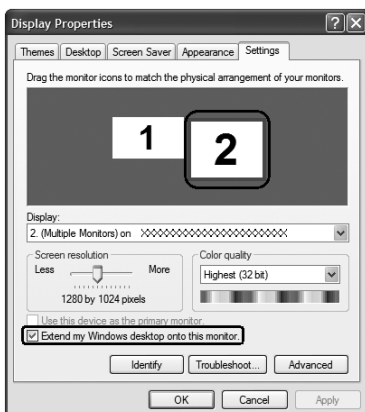 Display Properties
Themes Desktop Screen Saver Appearance Settings
Drag the monitor icons to match the physical arrangement of your monitors.
1 2
Display:
2. (Multiple Monitors) on XXXXXXXXXXXXXXXXXXXXXX
Screen resolution Color quality
Less More Highest (32 bit)
1280 by 1024 pixels
Use this device as the primary monitor.
Extend my Windows desktop onto this monitor.
Identify Troubleshoot... Advanced
OK Cancel Apply